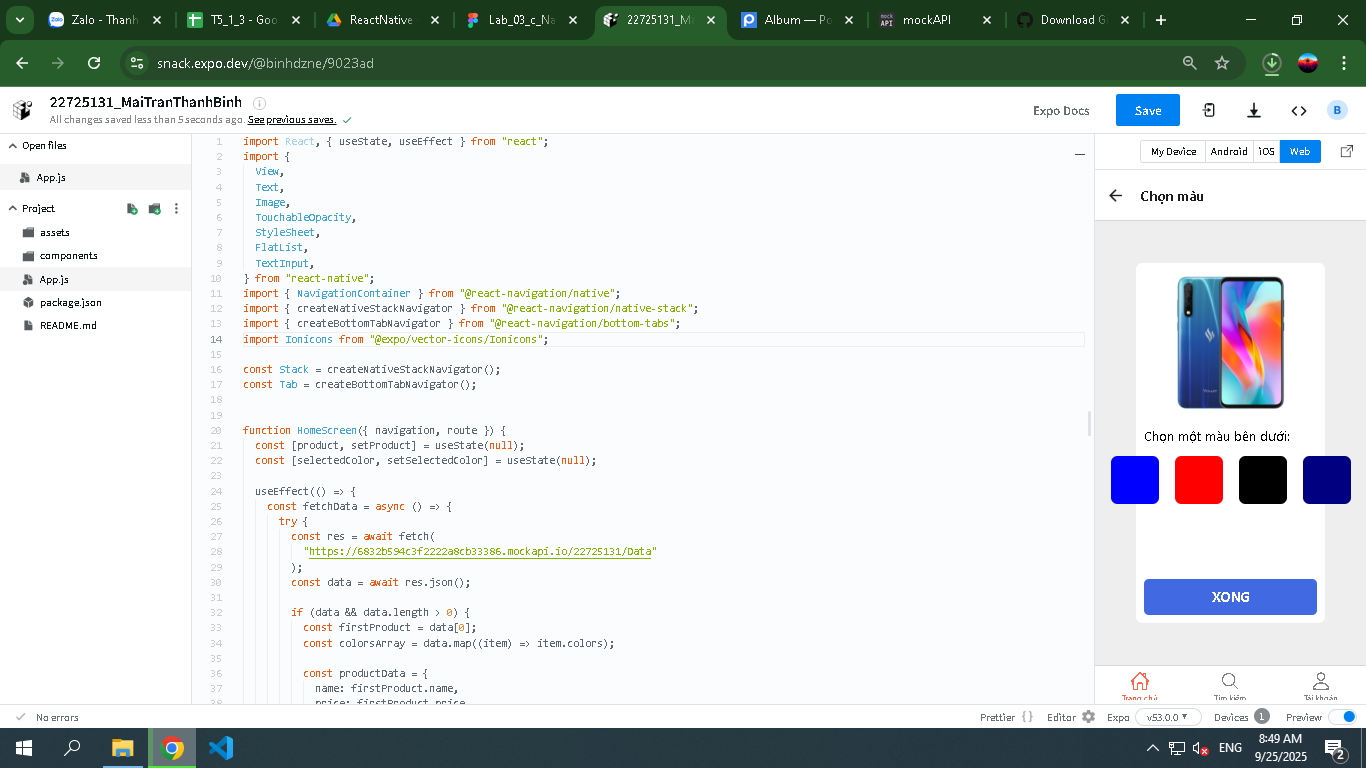 Zalo - Thanh
T5_1_3 - Goo
ReactNative
Lab_03_c_Na
22725131_Ma
Album — Po
mockAPI
Download Gi
snack.expo.dev/@binhdzne/9023ad
22725131_MaiTranThanhBinh
All changes saved less than 5 seconds ago. See previous saves.
Expo Docs
Save
B
Open files
App.js
Project
assets
components
App.js
package.json
README.md
1 import React, { useState, useEffect } from "react";
2 import {
3 View,
4 Text,
5 Image,
6 TouchableOpacity,
7 StyleSheet,
8 FlatList,
9 TextInput,
10 } from "react-native";
11 import { NavigationContainer } from "@react-navigation/native";
12 import { createNativeStackNavigator } from "@react-navigation/native-stack";
13 import { createBottomTabNavigator } from "@react-navigation/bottom-tabs";
14 import Ionicons from "@expo/vector-icons/Ionicons";
15
16 const Stack = createNativeStackNavigator();
17 const Tab = createBottomTabNavigator();
18
19
20 function HomeScreen({ navigation, route }) {
21 const [product, setProduct] = useState(null);
22 const [selectedColor, setSelectedColor] = useState(null);
23
24 useEffect(() => {
25 const fetchData = async () => {
26 try {
27 const res = await fetch(
28 "https://6832b594c3f2222a8cb33386.mockapi.io/22725131/Data"
29 );
30 const data = await res.json();
31
32 if (data && data.length > 0) {
33 const firstProduct = data[0];
34 const colorsArray = data.map((item) => item.colors);
35
36 const productData = {
37 name: firstProduct.name,
38 price: firstProduct.price,
My Device
Android
iOS
Web
Chọn màu
Chọn một màu bên dưới:
XONG
Trang chủ
Tìm kiếm
Tài khoản
No errors
Prettier
Editor
Expo
v53.0.0
Devices
1
Preview
ENG
8:49 AM
9/25/2025
2